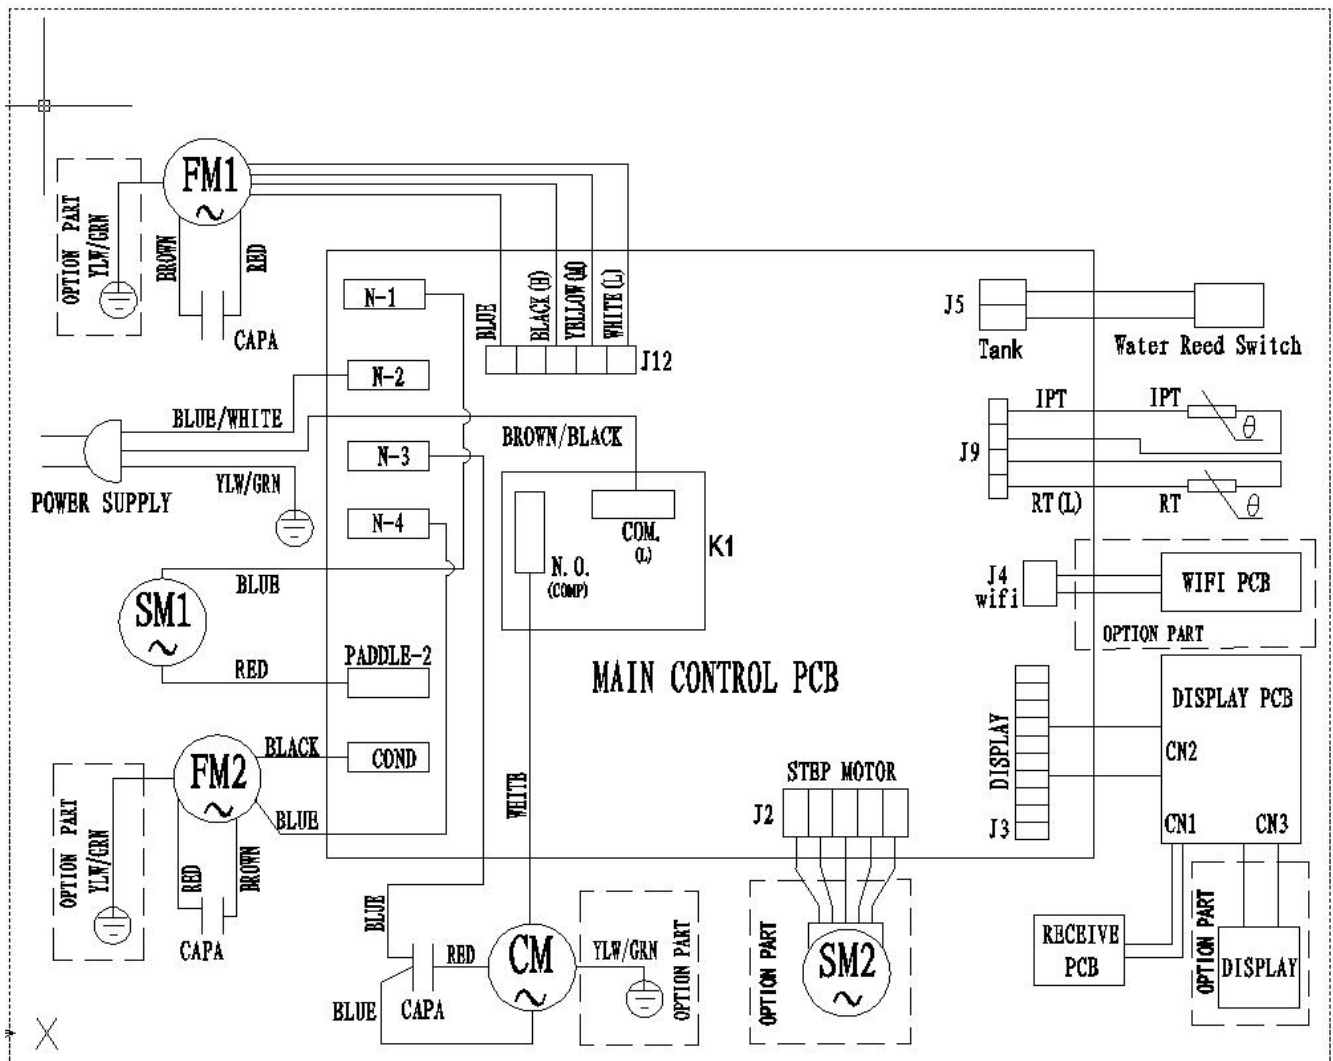 FM1
OPTION PART
YLW/GRN
BROWN
RED
CAPA
BLUE
BLACK(H)
YELLOW(M)
WHITE(L)
J12
N-1
N-2
N-3
N-4
BLUE/WHITE
YLW/GRN
POWER SUPPLY
BROWN/BLACK
COM.
(L)
N.O.
(COMP)
K1
J5
Tank
Water Reed Switch
IPT
IPT
θ
J9
RT(L)
RT
θ
J4
wifi
WIFI PCB
OPTION PART
SM1
BLUE
RED
PADDLE-2
MAIN CONTROL PCB
FM2
BLACK
COND
BLUE
OPTION PART
YLW/GRN
RED
BROWN
CAPA
WHITE
STEP MOTOR
J2
DISPLAY
J3
DISPLAY PCB
CN2
CN1
CN3
BLUE
RED
CM
BLUE
CAPA
YLW/GRN
OPTION PART
OPTION PART
SM2
RECEIVE
PCB
OPTION PART
DISPLAY
X